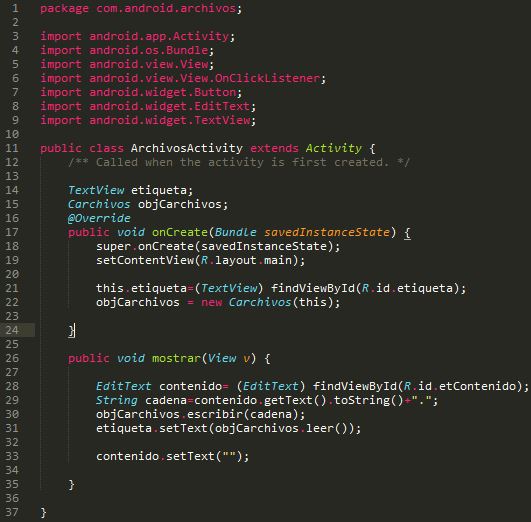 1 package com.android.archivos;
2
3 import android.app.Activity;
4 import android.os.Bundle;
5 import android.view.View;
6 import android.view.View.OnClickListener;
7 import android.widget.Button;
8 import android.widget.EditText;
9 import android.widget.TextView;
10
11 public class ArchivosActivity extends Activity {
12     /** Called when the activity is first created. */
13
14     TextView etiqueta;
15     Carchivos objCarchivos;
16     @Override
17     public void onCreate(Bundle savedInstanceState) {
18         super.onCreate(savedInstanceState);
19         setContentView(R.layout.main);
20
21         this.etiqueta=(TextView) findViewById(R.id.etiqueta);
22         objCarchivos = new Carchivos(this);
23
24     }
25
26     public void mostrar(View v) {
27
28         EditText contenido= (EditText) findViewById(R.id.etContenido);
29         String cadena=contenido.getText().toString()+".";
30         objCarchivos.escribir(cadena);
31         etiqueta.setText(objCarchivos.leer());
32
33         contenido.setText("");
34
35     }
36
37 }